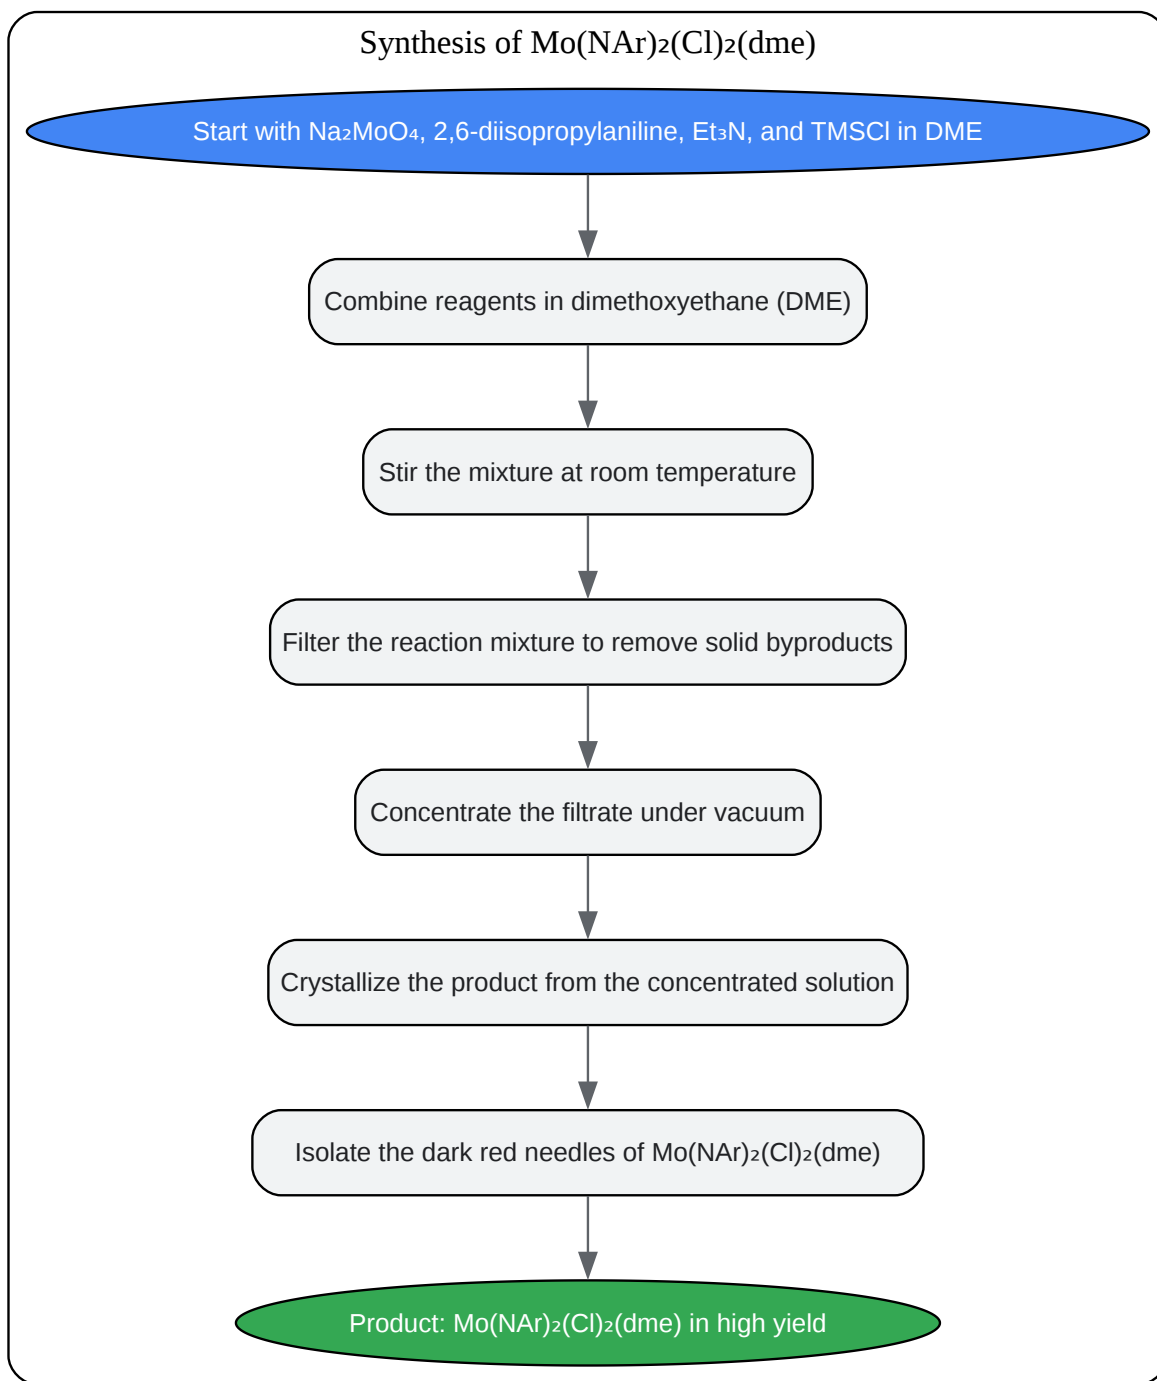 Synthesis of Mo(NAr)₂(Cl)₂(dme)
Start with Na₂MoO₄, 2,6-diisopropylaniline, Et₃N, and TMSCl in DME
Combine reagents in dimethoxyethane (DME)
Stir the mixture at room temperature
Filter the reaction mixture to remove solid byproducts
Concentrate the filtrate under vacuum
Crystallize the product from the concentrated solution
Isolate the dark red needles of Mo(NAr)₂(Cl)₂(dme)
Product: Mo(NAr)₂(Cl)₂(dme) in high yield